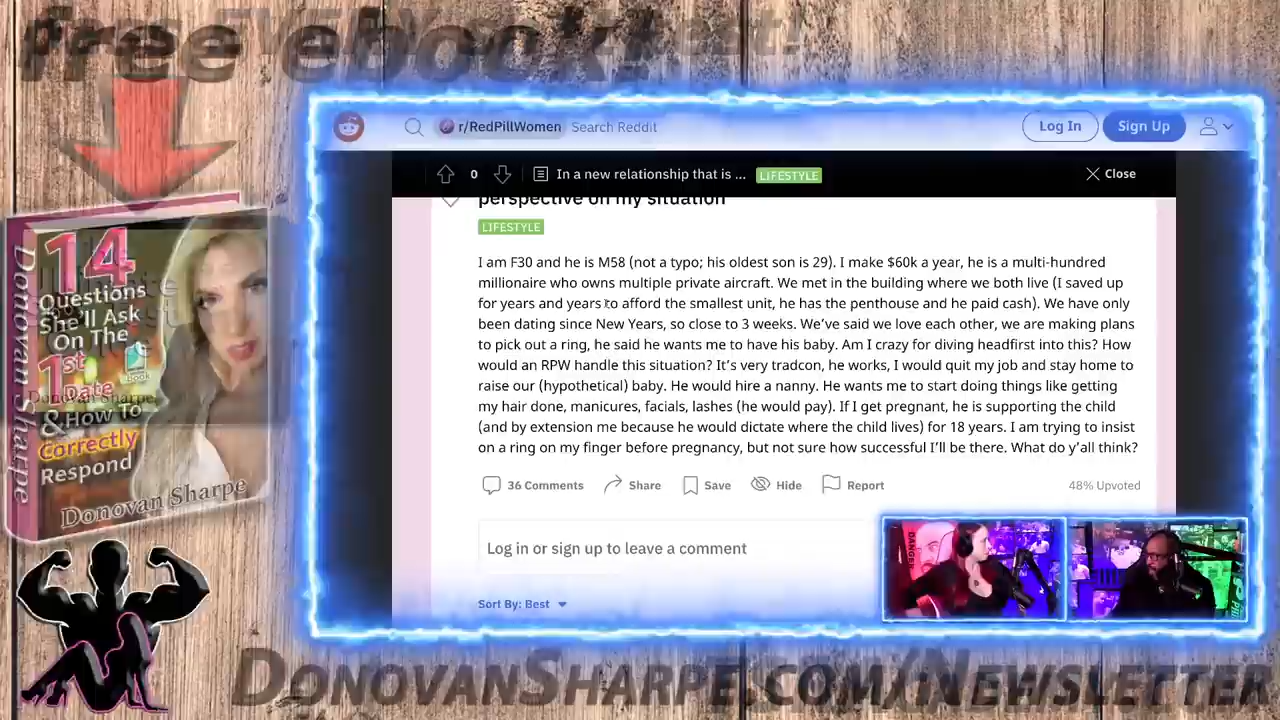 free ebook!
r/RedPillWomen Search Reddit
Log In
Sign Up
0
In a new relationship that is ...
LIFESTYLE
Close
perspective on my situation
LIFESTYLE
I am F30 and he is M58 (not a typo; his oldest son is 29). I make $60k a year, he is a multi-hundred
millionaire who owns multiple private aircraft. We met in the building where we both live (I saved up
for years and years to afford the smallest unit, he has the penthouse and he paid cash). We have only
been dating since New Years, so close to 3 weeks. We've said we love each other, we are making plans
to pick out a ring, he said he wants me to have his baby. Am I crazy for diving headfirst into this? How
would an RPW handle this situation? It's very tradcon, he works, I would quit my job and stay home to
raise our (hypothetical) baby. He would hire a nanny. He wants me to start doing things like getting
my hair done, manicures, facials, lashes (he would pay). If I get pregnant, he is supporting the child
(and by extension me because he would dictate where the child lives) for 18 years. I am trying to insist
on a ring on my finger before pregnancy, but not sure how successful I'll be there. What do y'all think?
36 Comments
Share
Save
Hide
Report
48% Upvoted
Log in or sign up to leave a comment
Sort By: Best
Donovan Sharpe
14
Questions
She'll Ask
On The
1st
Date
& How To
Correctly
Respond
Donovan Sharpe
Donovan Sharpe
DonovanSharpe.com/Newsletter